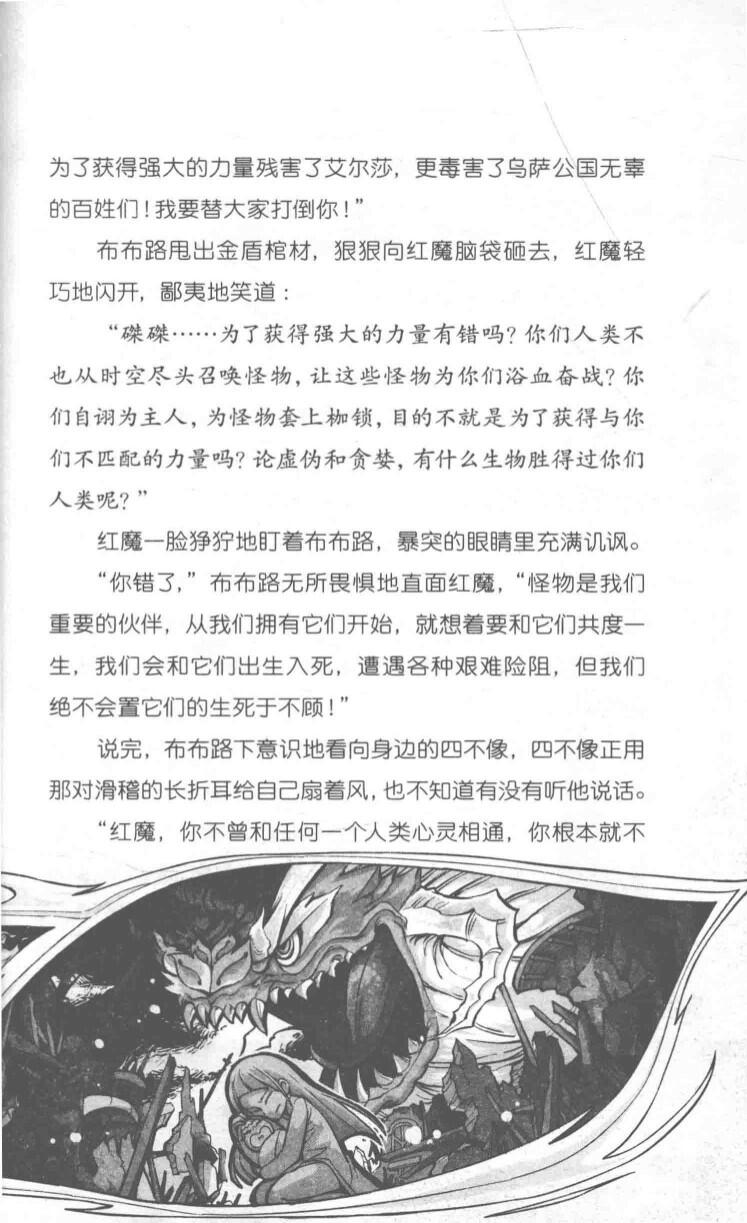 为了获得强大的力量残害了艾尔莎，更毒害了乌萨公国无辜
的百姓们！我要替大家打倒你！”
布布路甩出金盾棺材，狠狠向红魔脑袋砸去，红魔轻
巧地闪开，鄙夷地笑道：
“磔磔……为了获得强大的力量有错吗？你们人类不
也从时空尽头召唤怪物，让这些怪物为你们浴血奋战？你
们自诩为主人，为怪物套上枷锁，目的不就是为了获得与你
们不匹配的力量吗？论虚伪和贪婪，有什么生物胜得过你们
人类呢？”
红魔一脸狰狞地盯着布布路，暴突的眼睛里充满讥讽。
“你错了，”布布路无所畏惧地直面红魔，“怪物是我们
重要的伙伴，从我们拥有它们开始，就想着要和它们共度一
生，我们会和它们出生入死，遭遇各种艰难险阻，但我们
绝不会置它们的生死于不顾！”
说完，布布路下意识地看向身边的四不像，四不像正用
那对滑稽的长折耳给自己扇着风，也不知道有没有听他说话。
“红魔，你不曾和任何一个人类心灵相通，你根本就不